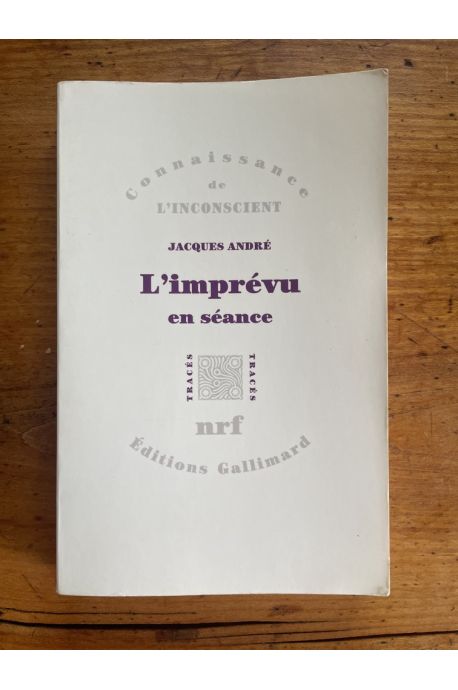 Connaissance
de
L'INCONSCIENT
JACQUES ANDRÉ
L'imprévu
en séance
TRACÉS
TRACÉS
nrf
Éditions Gallimard